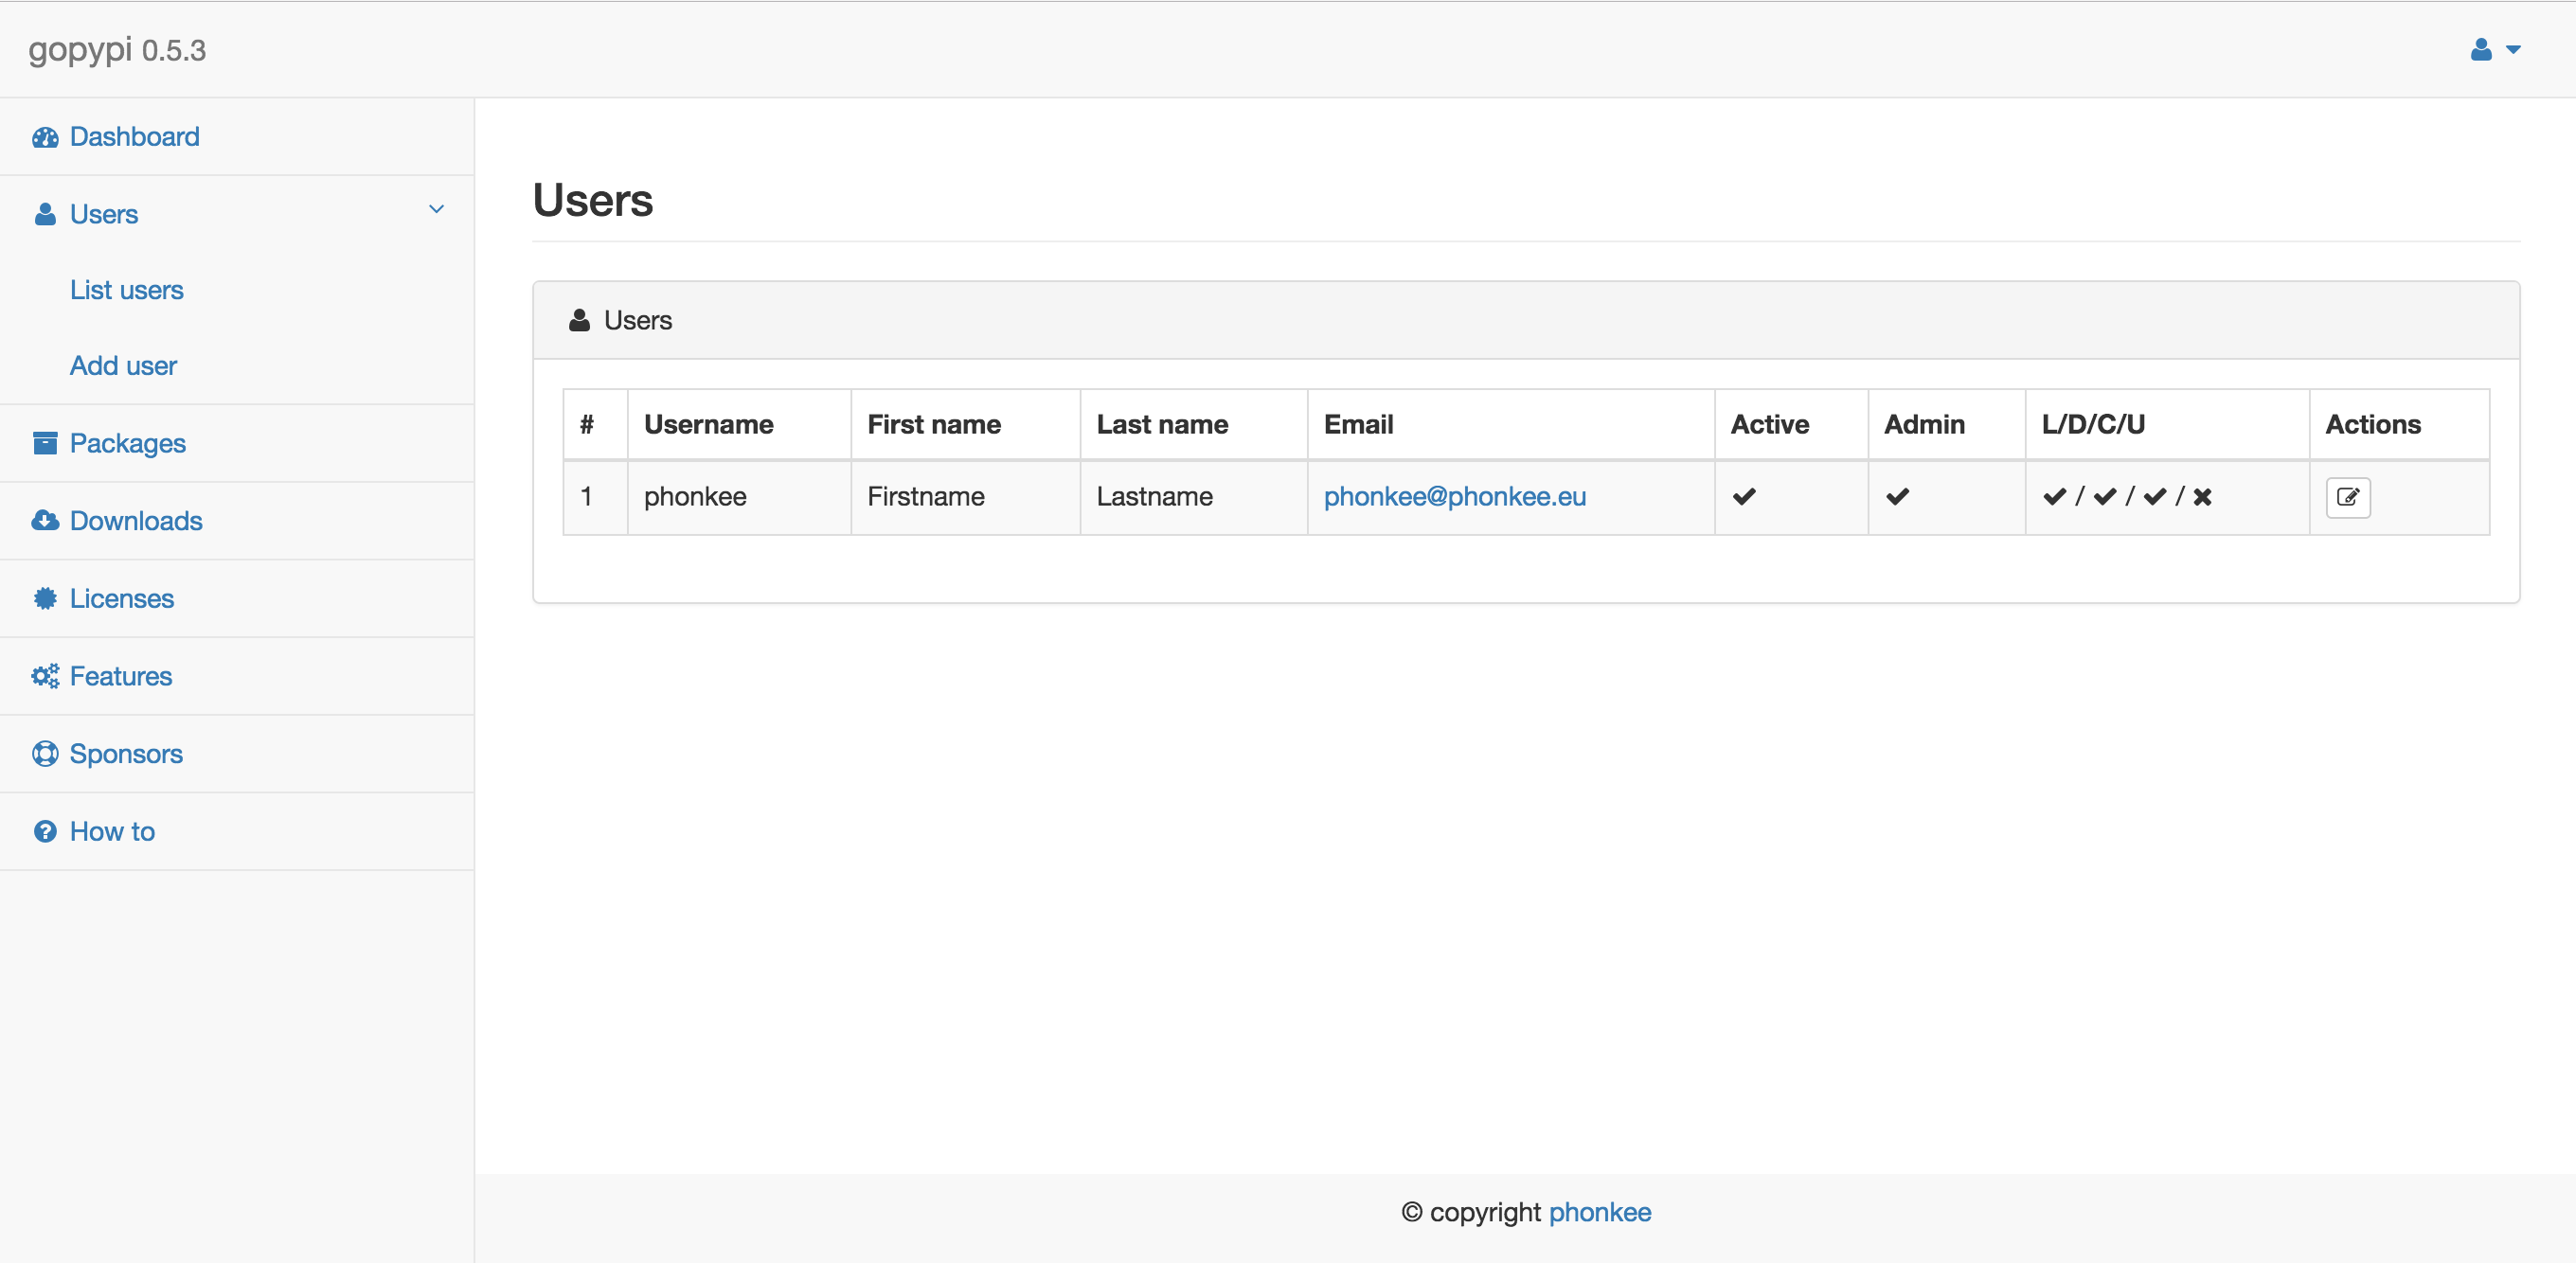 gopypi 0.5.3
Dashboard
Users
List users
Add user
Packages
Downloads
Licenses
Features
Sponsors
How to
Users
Users
# Username First name Last name Email Active Admin L/D/C/U Actions
1 phonkee Firstname Lastname phonkee@phonkee.eu ✔ ✔ ✔ / ✔ / ✔ / ✖
© copyright phonkee